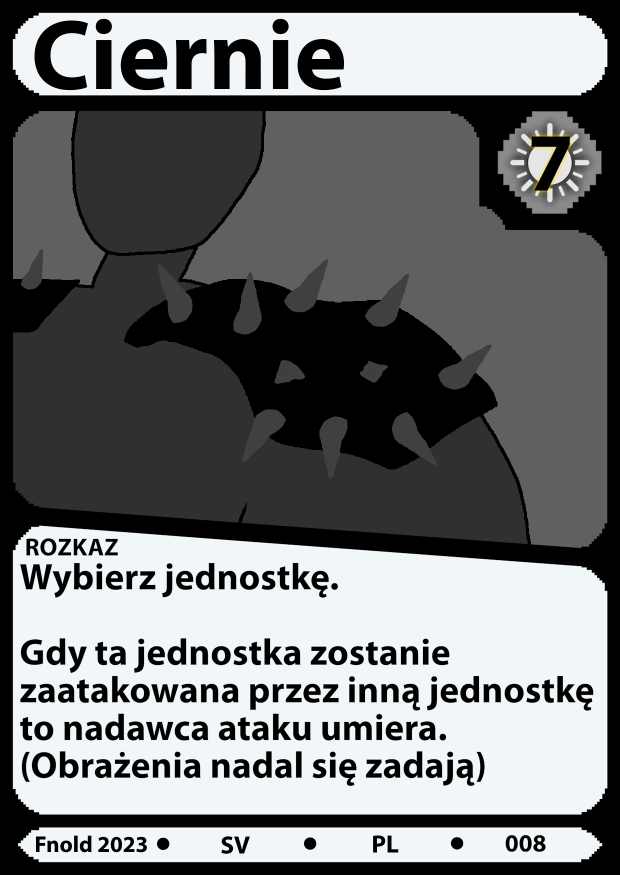 Ciernie
7
ROZKAZ
Wybierz jednostkę.
Gdy ta jednostka zostanie
zaatakowana przez inną jednostkę
to nadawca ataku umiera.
(Obrażenia nadal się zadają)
Fnold 2023 • SV • PL • 008